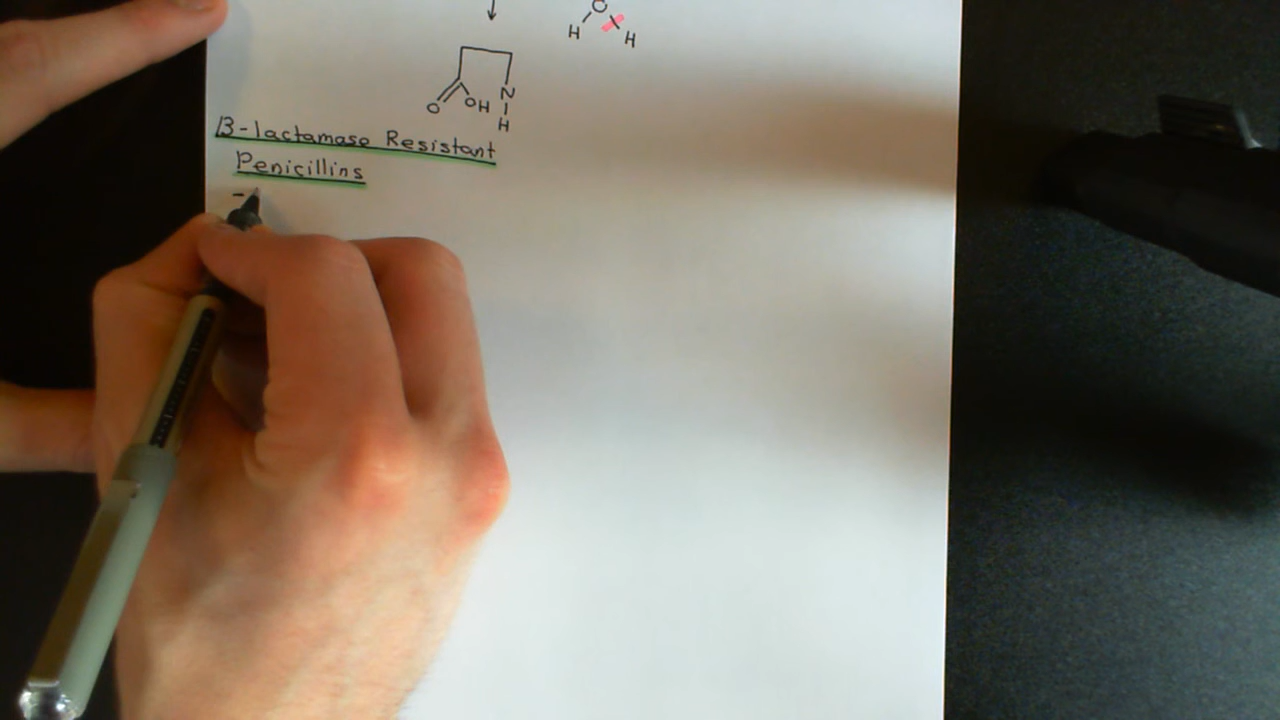 O
H H
O OH N
H
β-lactamase Resistant
Penicillins
-